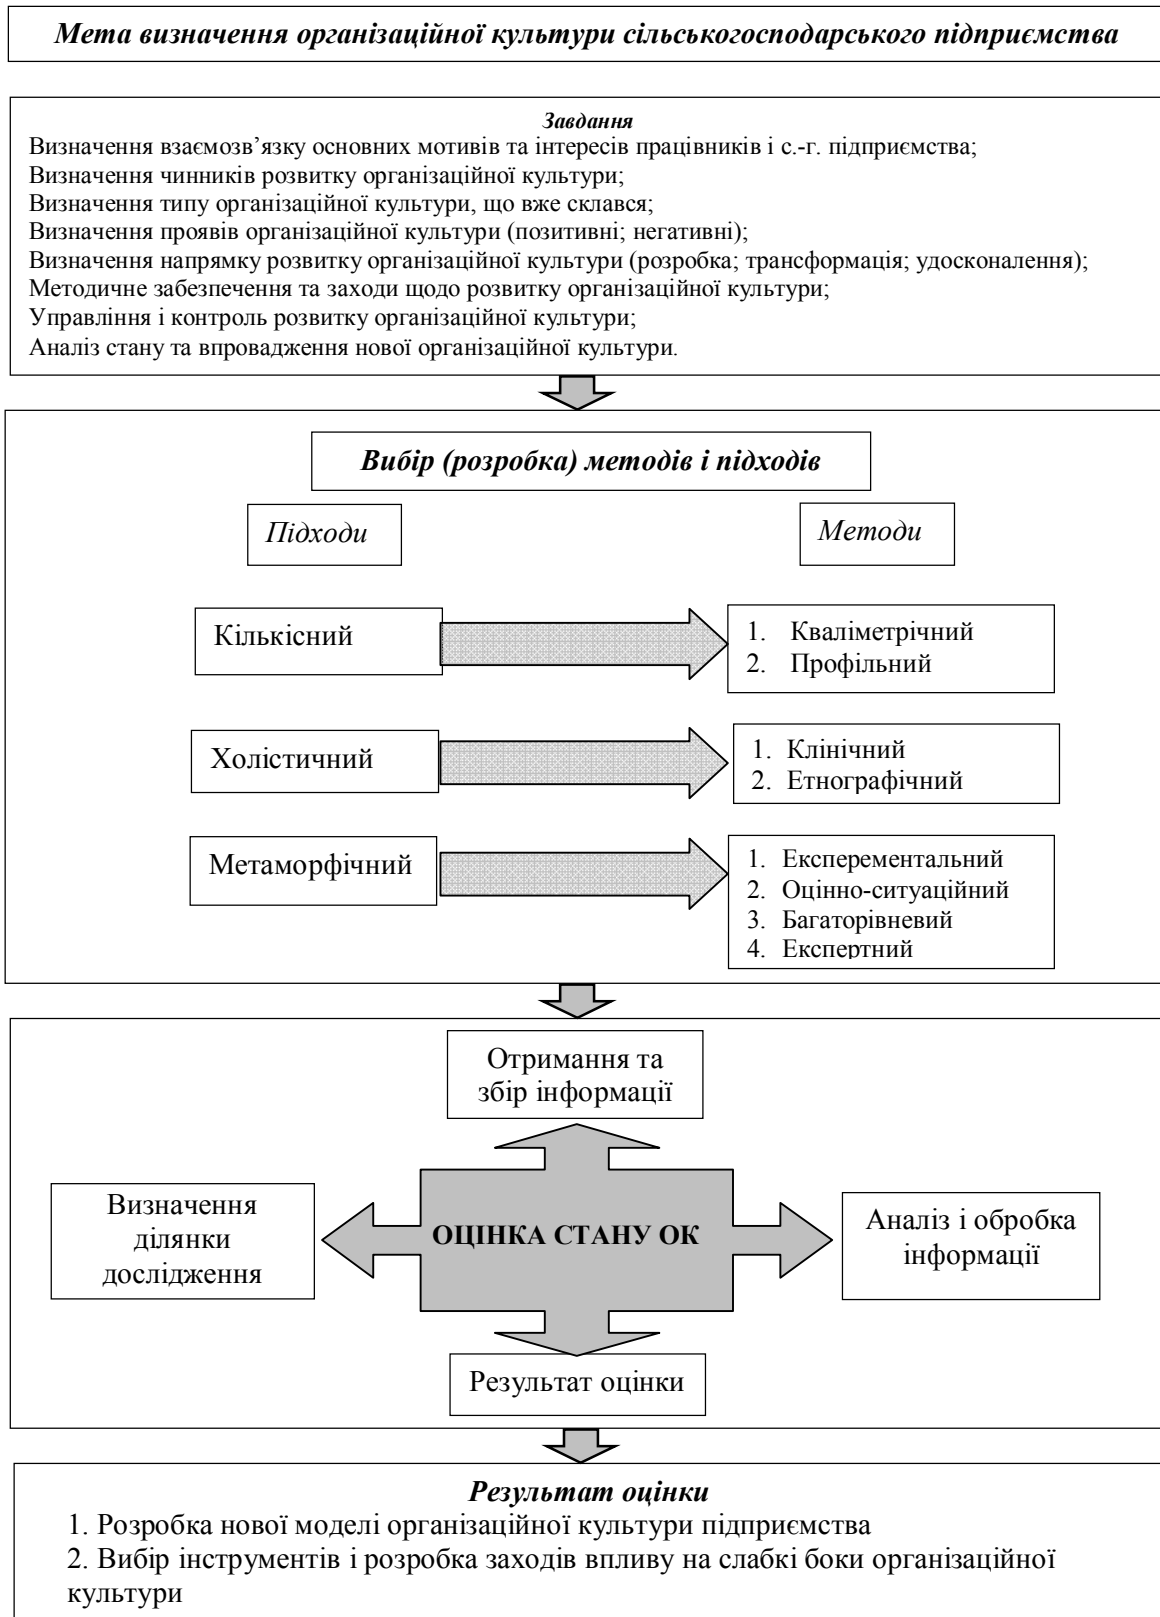 Мета визначення організаційної культури сільськогосподарського підприємства
Завдання
Визначення взаємозв’язку основних мотивів та інтересів працівників і с.-г. підприємства;
Визначення чинників розвитку організаційної культури;
Визначення типу організаційної культури, що вже склався;
Визначення проявів організаційної культури (позитивні; негативні);
Визначення напрямку розвитку організаційної культури (розробка; трансформація; удосконалення);
Методичне забезпечення та заходи щодо розвитку організаційної культури;
Управління і контроль розвитку організаційної культури;
Аналіз стану та впровадження нової організаційної культури.
Вибір (розробка) методів і підходів
Підходи
Методи
Кількісний
1. Кваліметрічний
2. Профільний
Холістичний
1. Клінічний
2. Етнографічний
Метаморфічний
1. Експерементальний
2. Оцінно-ситуаційний
3. Багаторівневий
4. Експертний
Отримання та
збір інформації
Визначення
ділянки
дослідження
ОЦІНКА СТАНУ ОК
Аналіз і обробка
інформації
Результат оцінки
Результат оцінки
1. Розробка нової моделі організаційної культури підприємства
2. Вибір інструментів і розробка заходів впливу на слабкі боки організаційної
культури